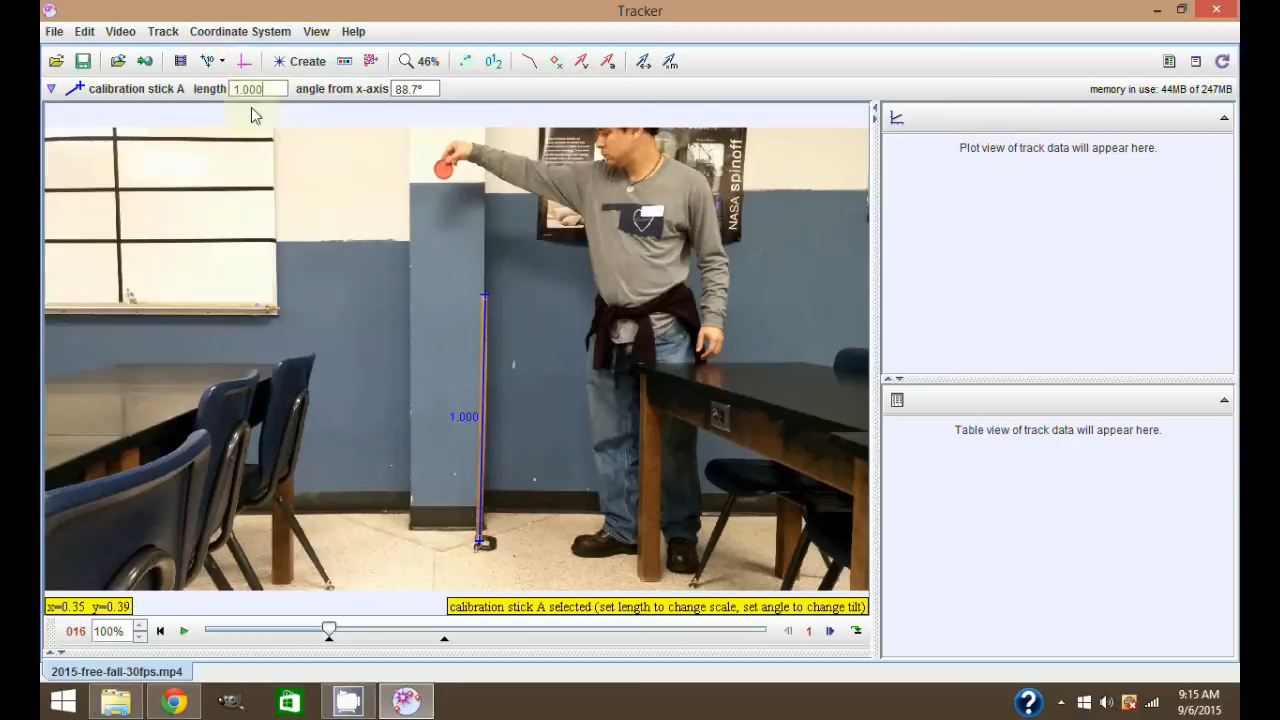 Tracker
File Edit Video Track Coordinate System View Help
Create 46%
calibration stick A length 1.000 angle from x-axis 88.7° memory in use: 44MB of 247MB
Plot view of track data will appear here.
NASA spinoff
1.000
Table view of track data will appear here.
x=0.35 y=0.39 calibration stick A selected (set length to change scale, set angle to change tilt)
016 100% 1
2015-free-fall-30fps.mp4
9:15 AM
9/6/2015